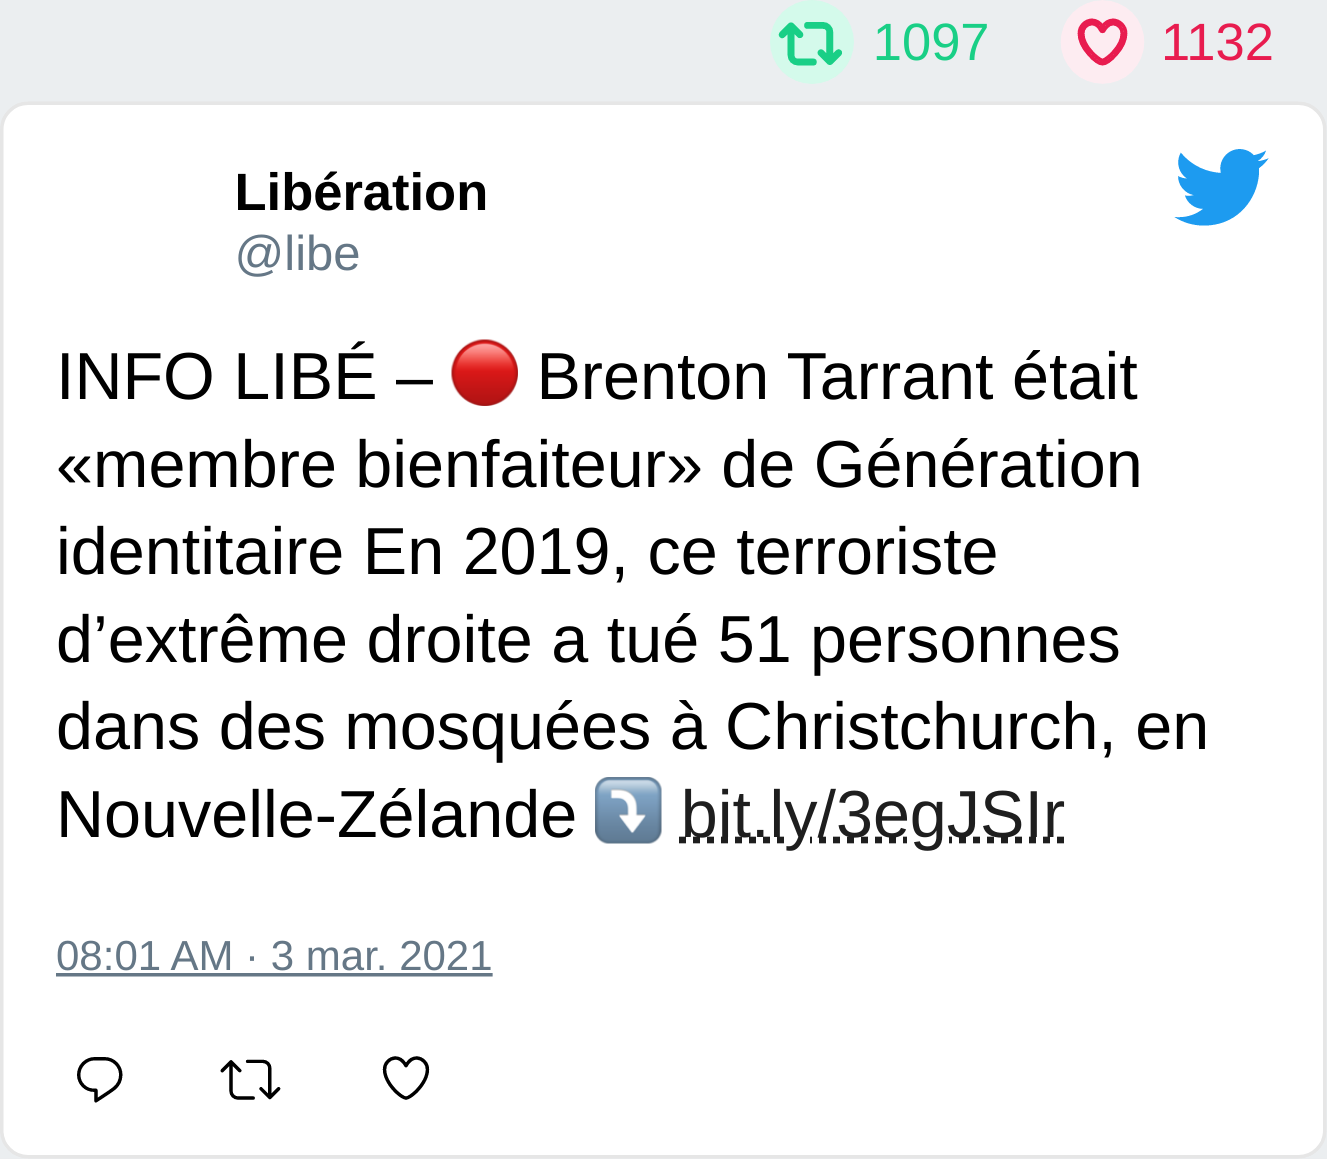 1097 1132
Libération
@libe
INFO LIBÉ – 🔴 Brenton Tarrant était
«membre bienfaiteur» de Génération
identitaire En 2019, ce terroriste
d’extrême droite a tué 51 personnes
dans des mosquées à Christchurch, en
Nouvelle-Zélande ⤵️ bit.ly/3egJSIr
08:01 AM · 3 mar. 2021